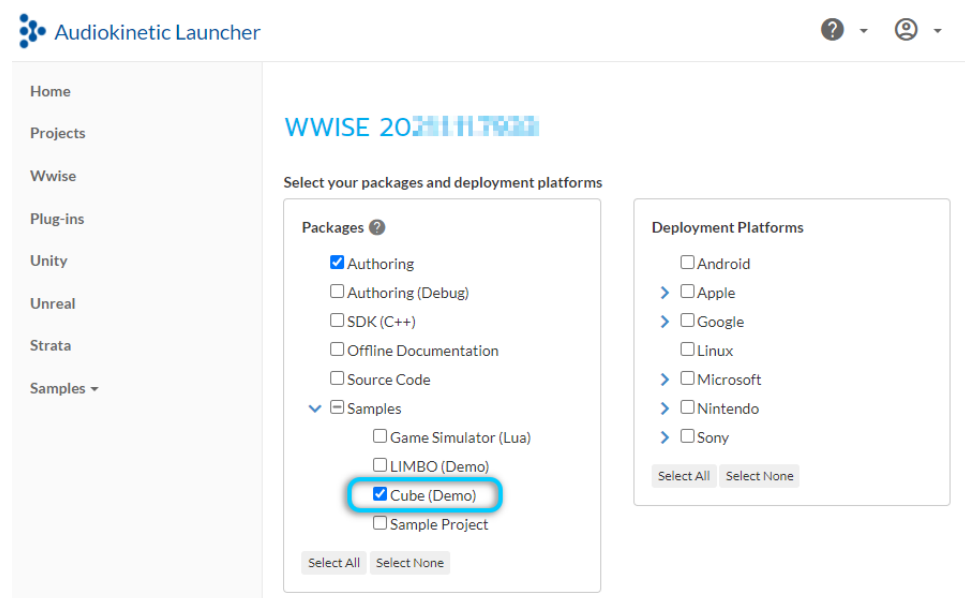 Audiokinetic Launcher
Home
Projects
Wwise
Plug-ins
Unity
Unreal
Strata
Samples
WWISE 20
Select your packages and deployment platforms
Packages
Authoring
Authoring (Debug)
SDK (C++)
Offline Documentation
Source Code
Samples
Game Simulator (Lua)
LIMBO (Demo)
Cube (Demo)
Sample Project
Select All Select None
Deployment Platforms
Android
Apple
Google
Linux
Microsoft
Nintendo
Sony
Select All Select None